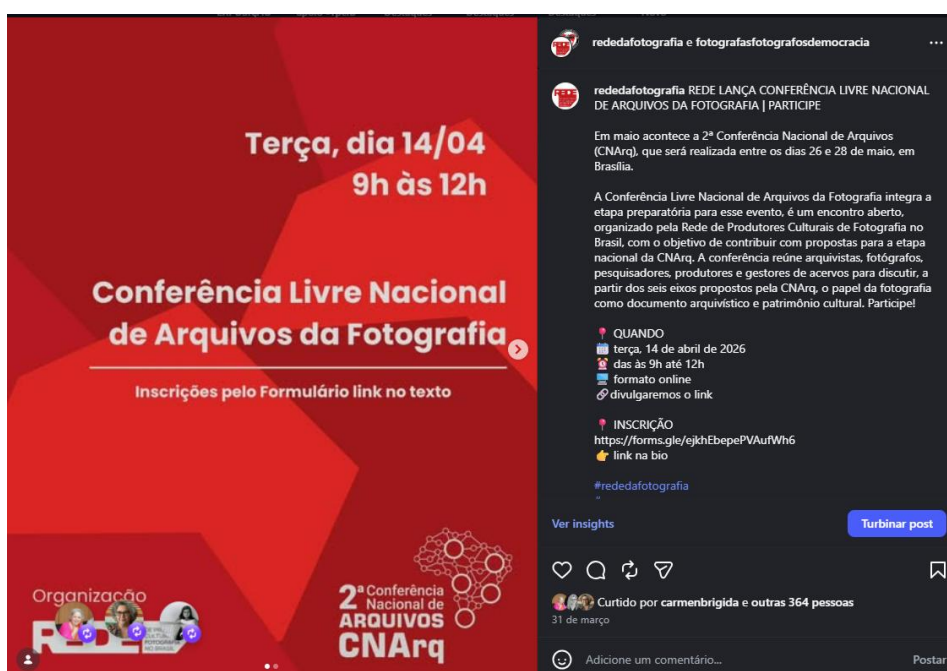 Terça, dia 14/04
9h às 12h
Conferência Livre Nacional
de Arquivos da Fotografia
Inscrições pelo Formulário link no texto
Organização
REDE
2ª Conferência
Nacional de
ARQUIVOS
CNArq
rededafotografia e fotografasfotografosdemocracia
rededafotografia REDE LANÇA CONFERÊNCIA LIVRE NACIONAL
DE ARQUIVOS DA FOTOGRAFIA | PARTICIPE
Em maio acontece a 2ª Conferência Nacional de Arquivos
(CNArq), que será realizada entre os dias 26 e 28 de maio, em
Brasília.
A Conferência Livre Nacional de Arquivos da Fotografia integra a
etapa preparatória para esse evento, é um encontro aberto,
organizado pela Rede de Produtores Culturais de Fotografia no
Brasil, com o objetivo de contribuir com propostas para a etapa
nacional da CNArq. A conferência reúne arquivistas, fotógrafos,
pesquisadores, produtores e gestores de acervos para discutir, a
partir dos seis eixos propostos pela CNArq, o papel da fotografia
como documento arquivístico e patrimônio cultural. Participe!
📍 QUANDO
🗓️ terça, 14 de abril de 2026
⏰ das às 9h até 12h
💻 formato online
🔗 divulgaremos o link
📍 INSCRIÇÃO
https://forms.gle/ejkhEbepePVAufWh6
👉 link na bio
#rededafotografia
Ver insights
Turbinar post
Curtido por carmenbrigida e outras 364 pessoas
31 de março
Adicione um comentário...
Postar